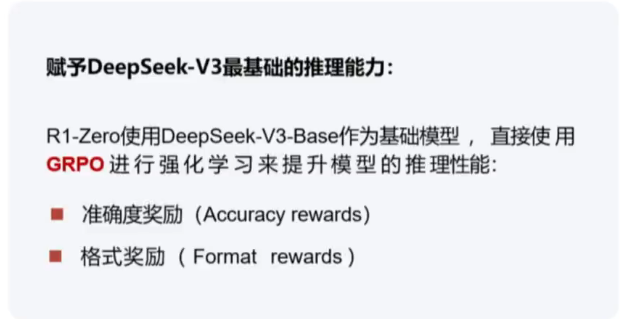 赋予DeepSeek-V3最基础的推理能力：
R1-Zero使用DeepSeek-V3-Base作为基础模型， 直接使用
GRPO 进行强化学习来提升模型的推理性能：
■ 准确度奖励（Accuracy rewards）
■ 格式奖励（ Format rewards ）